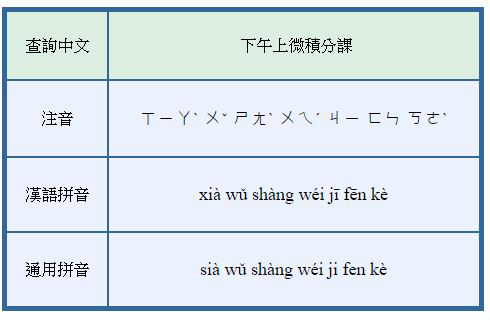 查詢中文 下午上微積分課
注音 ㄒㄧㄚˋ ㄨˇ ㄕㄤˋ ㄨㄟˊ ㄐㄧ ㄈㄣ ㄎㄜˋ
漢語拼音 xià wǔ shàng wéi jī fēn kè
通用拼音 sià wǔ shàng wéi ji fen kè